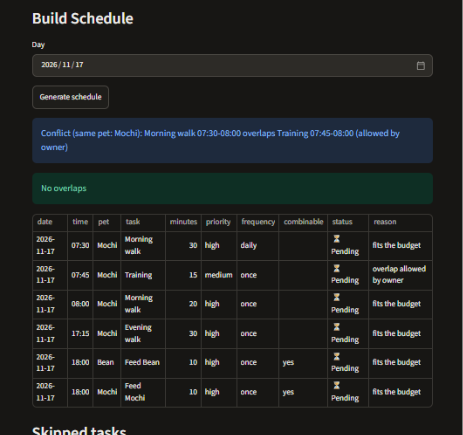 Build Schedule
Day
2026/11/17
Generate schedule
Conflict (same pet: Mochi): Morning walk 07:30-08:00 overlaps Training 07:45-08:00 (allowed by
owner)
No overlaps
date time pet task minutes priority frequency combinable status reason
2026-11-17 07:30 Mochi Morning walk 30 high daily ⏳ Pending fits the budget
2026-11-17 07:45 Mochi Training 15 medium once ⏳ Pending overlap allowed by owner
2026-11-17 08:00 Mochi Morning walk 20 high once ⏳ Pending fits the budget
2026-11-17 17:15 Mochi Evening walk 30 high once ⏳ Pending fits the budget
2026-11-17 18:00 Bean Feed Bean 10 high once yes ⏳ Pending fits the budget
2026-11-17 18:00 Mochi Feed Mochi 10 high once yes ⏳ Pending fits the budget
Skipped tasks